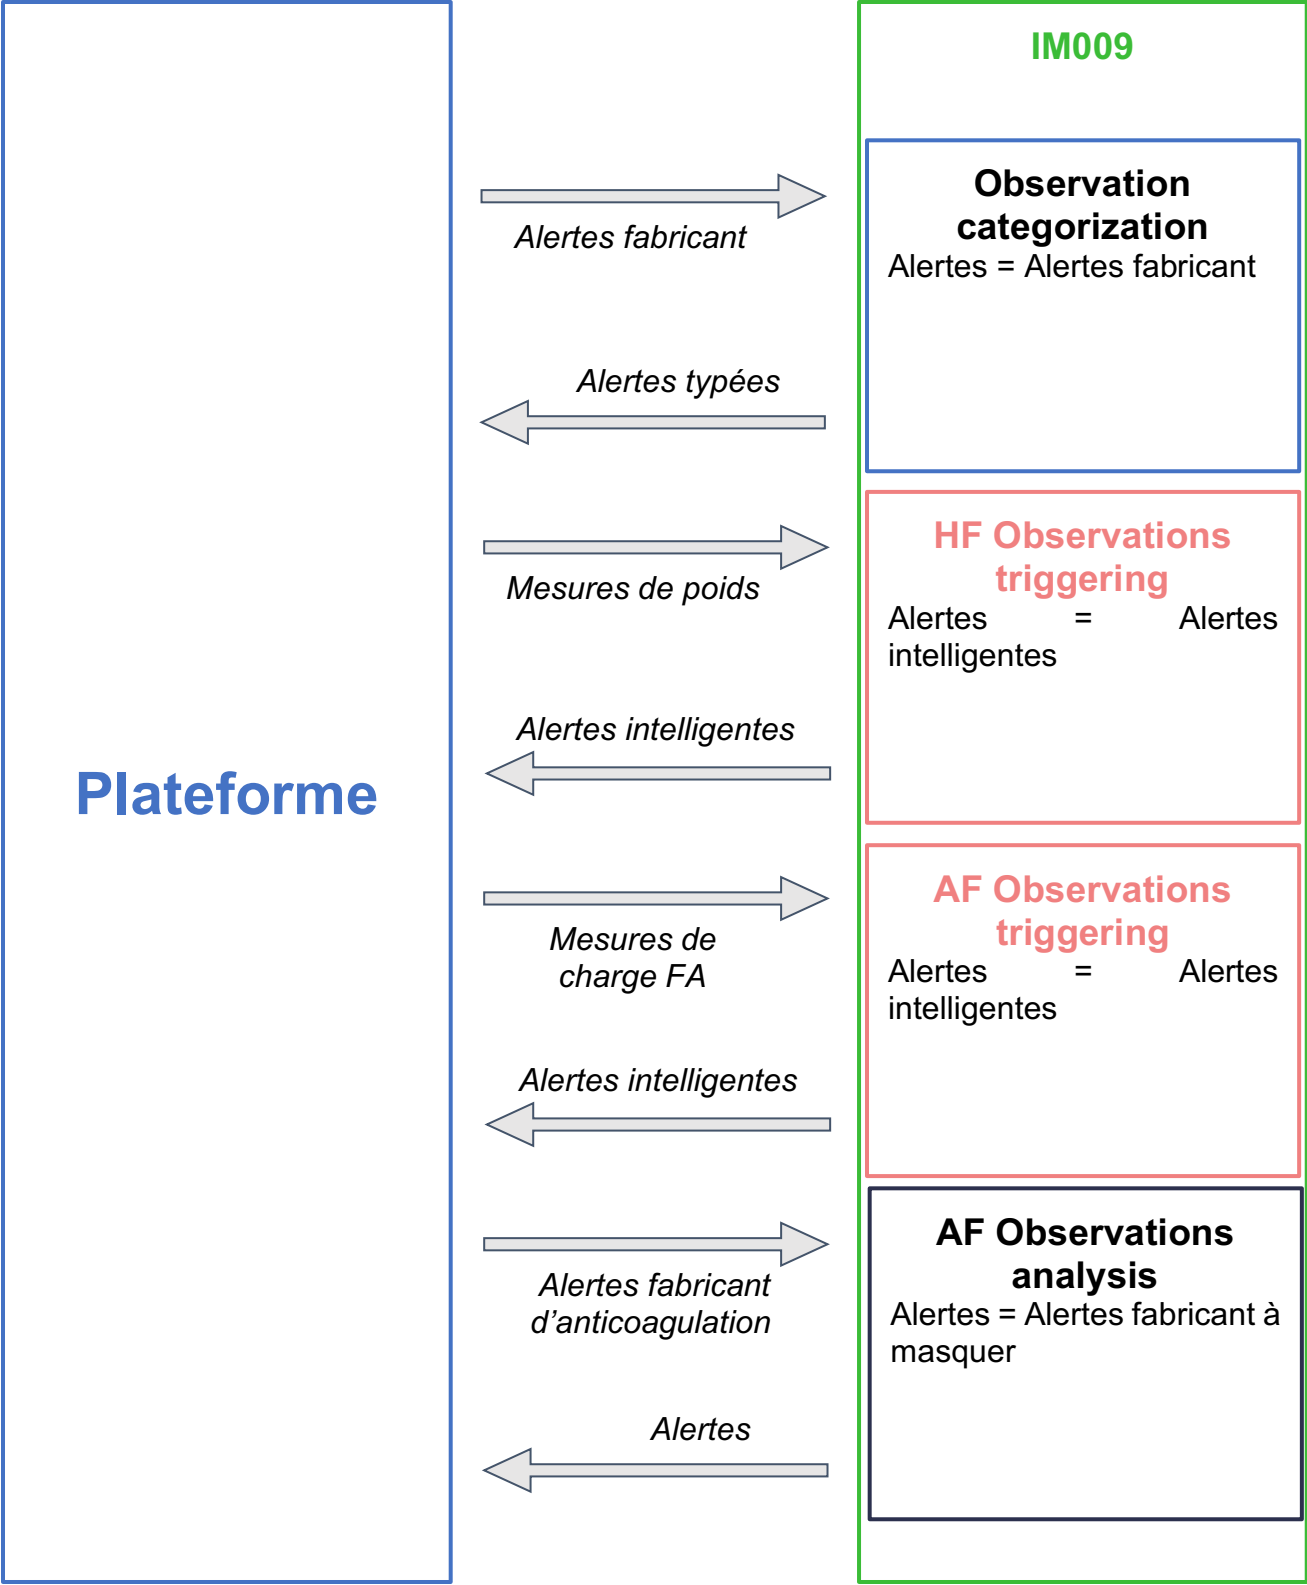 IM009
Observation
categorization
Alertes = Alertes fabricant
Alertes fabricant
Alertes typées
HF Observations
triggering
Alertes = Alertes
intelligentes
Mesures de poids
Alertes intelligentes
Plateforme
AF Observations
triggering
Alertes = Alertes
intelligentes
Mesures de
charge FA
Alertes intelligentes
AF Observations
analysis
Alertes = Alertes fabricant à
masquer
Alertes fabricant
d’anticoagulation
Alertes